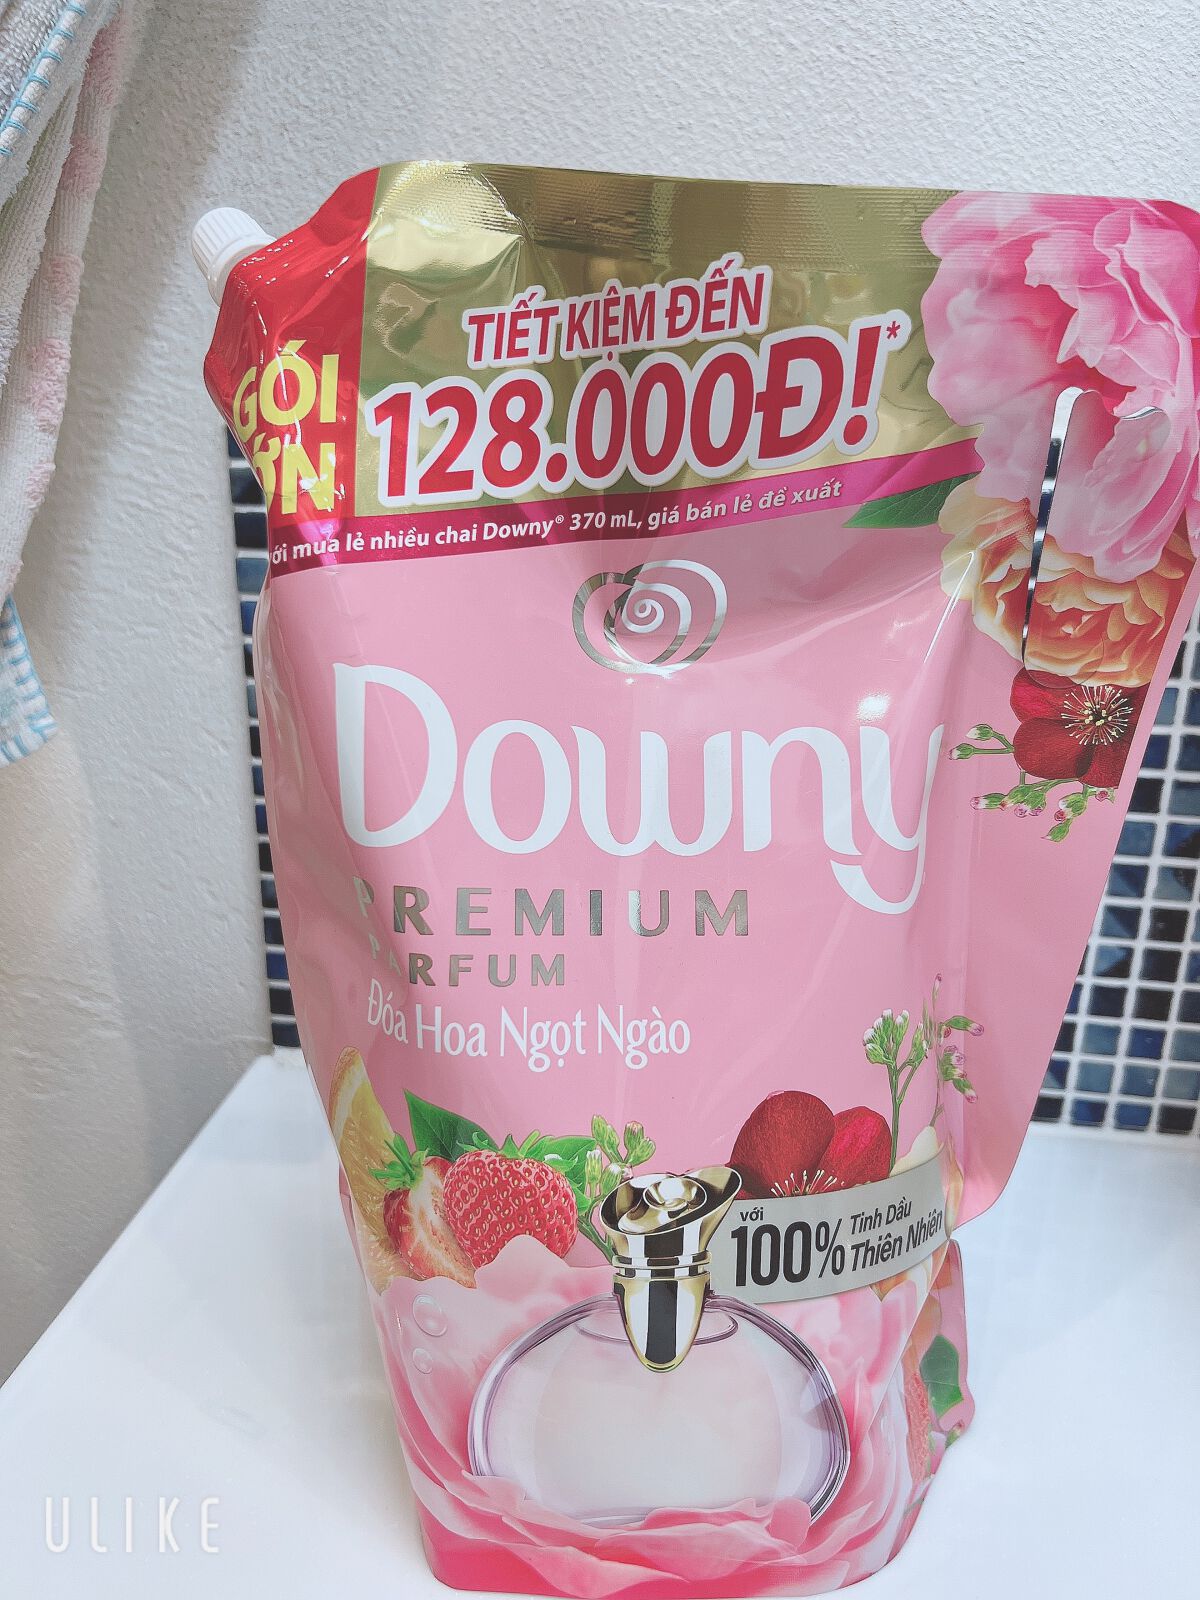 TIẾT KIỆM ĐẾN
128.000Đ!*
GÓI
mua lẻ nhiều chai Downy® 370 mL, giá bán lẻ đề xuất
Downy
PREMIUM
PARFUM
Đóa Hoa Ngọt Ngào
với
100% Tinh Dầu
Thiên Nhiên
ULIKE